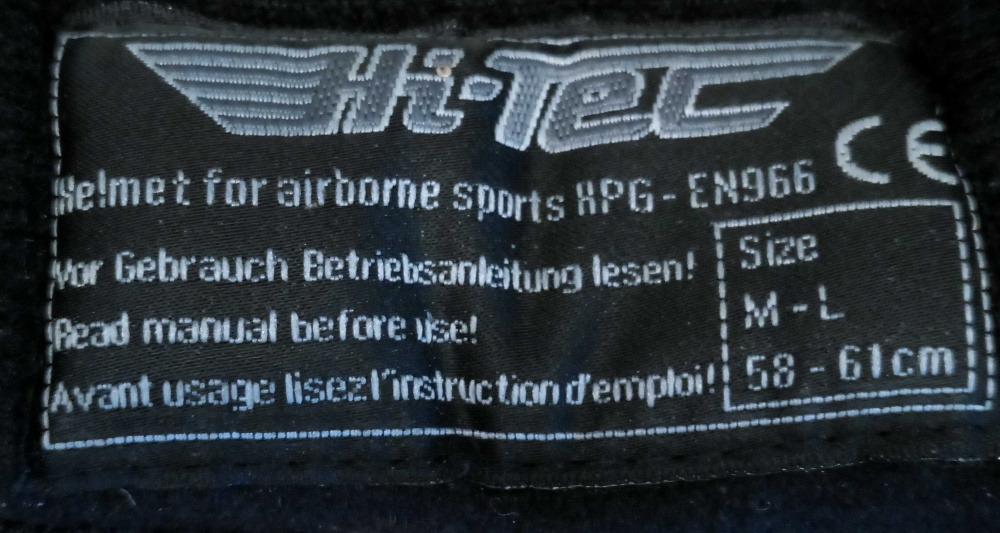 Hi-Tec
CE
Helmet for airborne sports HPG - EN966
Vor Gebrauch Betriebsanleitung lesen!
Read manual before use!
Avant usage lisez l'instruction d'emploi!
Size
M - L
58 - 61cm